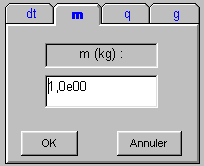 dt m q g
m (kg) :
1,0e00
OK Annuler